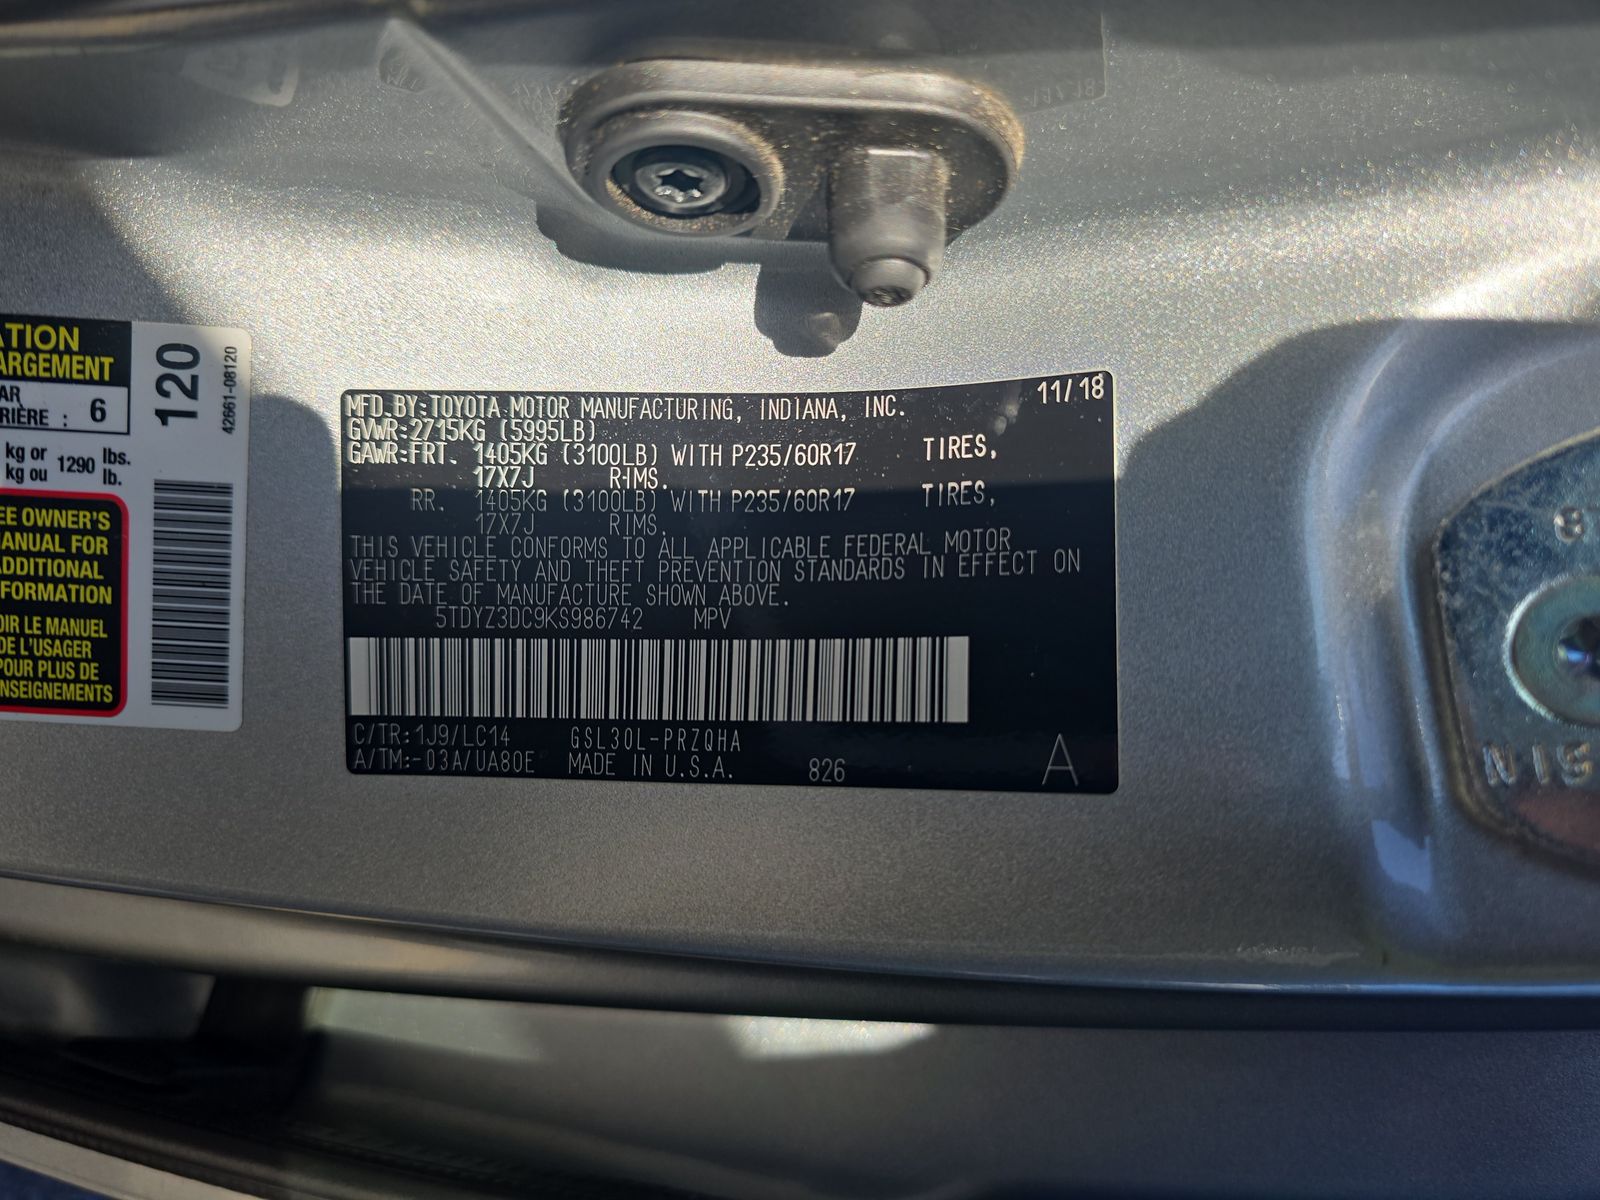 ATION
ARGEMENT
AR
RIÈRE : 6
kg or
kg ou 1290 lbs.
lb.
EE OWNER'S
ANUAL FOR
ADDITIONAL
FORMATION
OIR LE MANUEL
DE L'USAGER
POUR PLUS DE
NSEIGNEMENTS
120
42661-08120
11/18
MFD.BY:TOYOTA MOTOR MANUFACTURING, INDIANA, INC.
GVWR:2715KG (5995LB)
GAWR:FRT. 1405KG (3100LB) WITH P235/60R17 TIRES,
17X7J RIMS.
RR. 1405KG (3100LB) WITH P235/60R17 TIRES,
17X7J RIMS.
THIS VEHICLE CONFORMS TO ALL APPLICABLE FEDERAL MOTOR
VEHICLE SAFETY AND THEFT PREVENTION STANDARDS IN EFFECT ON
THE DATE OF MANUFACTURE SHOWN ABOVE.
5TDYZ3DC9KS986742 MPV
C/TR:1J9/LC14 GSL30L-PRZQHA
A/TM:-03A/UA80E MADE IN U.S.A. 826 A